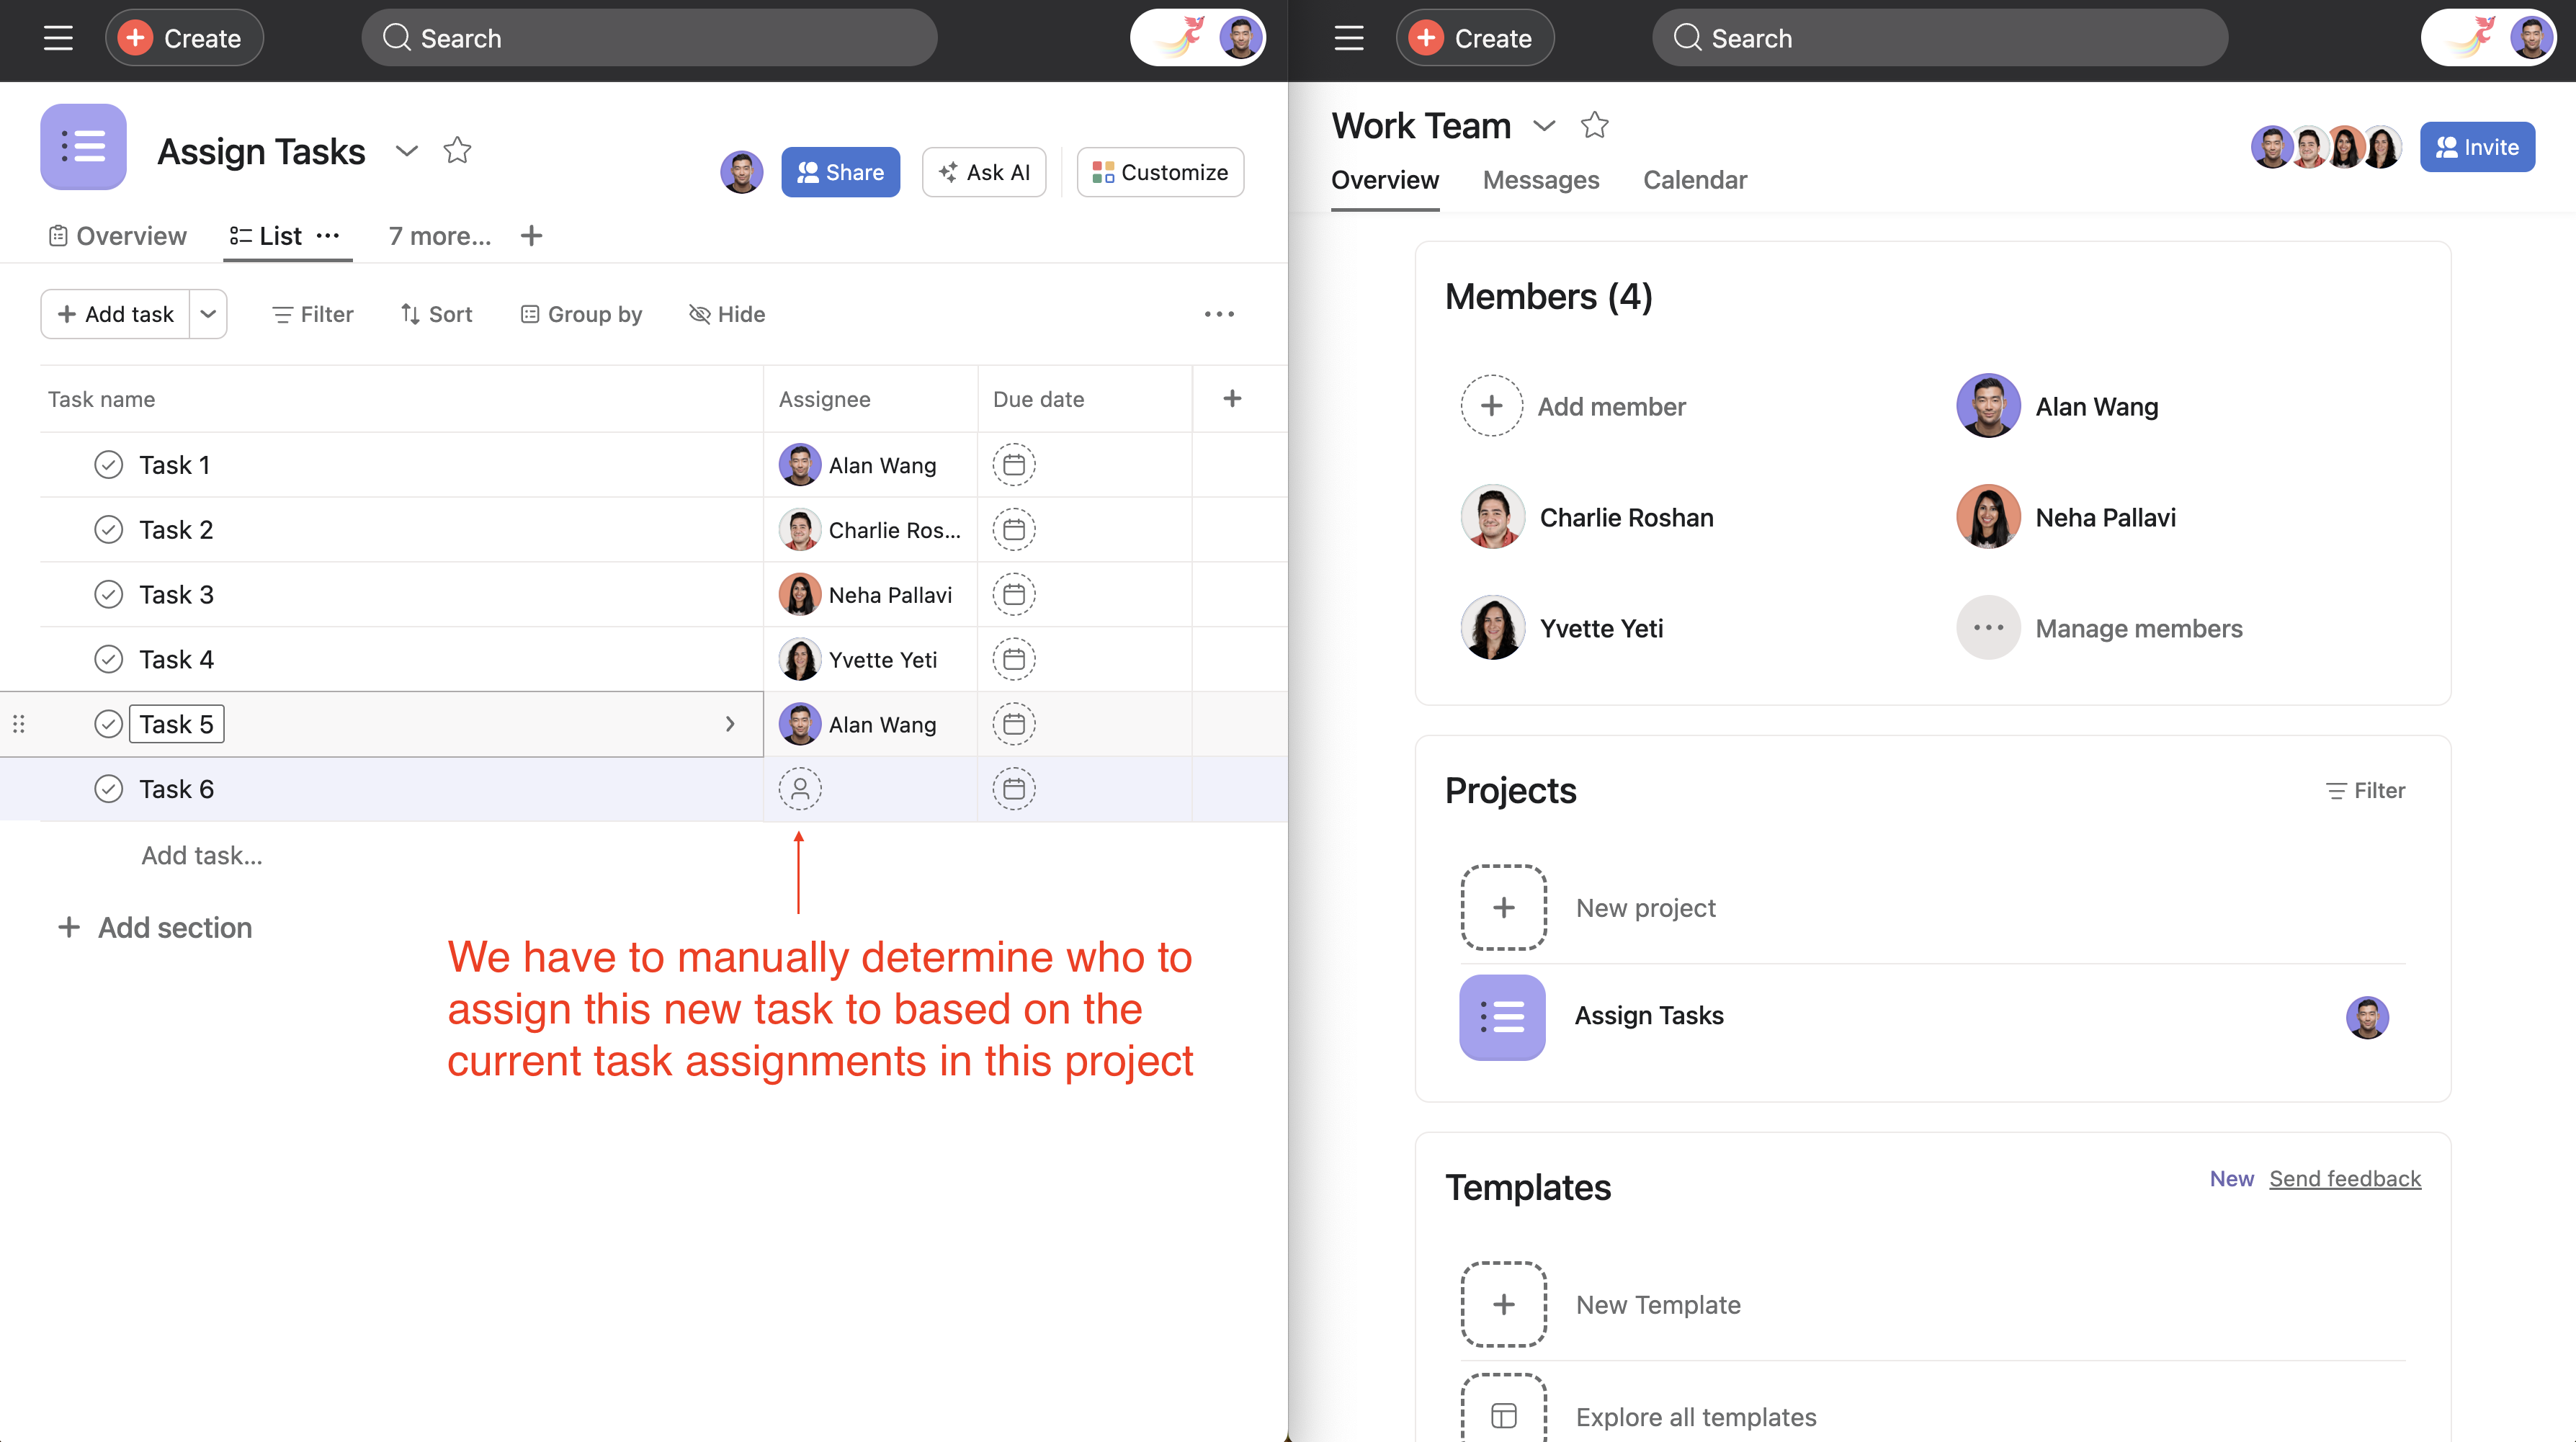 Create
Search
Assign Tasks
Share
Ask AI
Customize
Overview
List
7 more...
Add task
Filter
Sort
Group by
Hide
Task name
Assignee
Due date
Task 1
Alan Wang
Task 2
Charlie Ros...
Task 3
Neha Pallavi
Task 4
Yvette Yeti
Task 5
Alan Wang
Task 6
Add task...
Add section
We have to manually determine who to
assign this new task to based on the
current task assignments in this project
Create
Search
Work Team
Invite
Overview
Messages
Calendar
Members (4)
Add member
Alan Wang
Charlie Roshan
Neha Pallavi
Yvette Yeti
Manage members
Projects
Filter
New project
Assign Tasks
Templates
New
Send feedback
New Template
Explore all templates